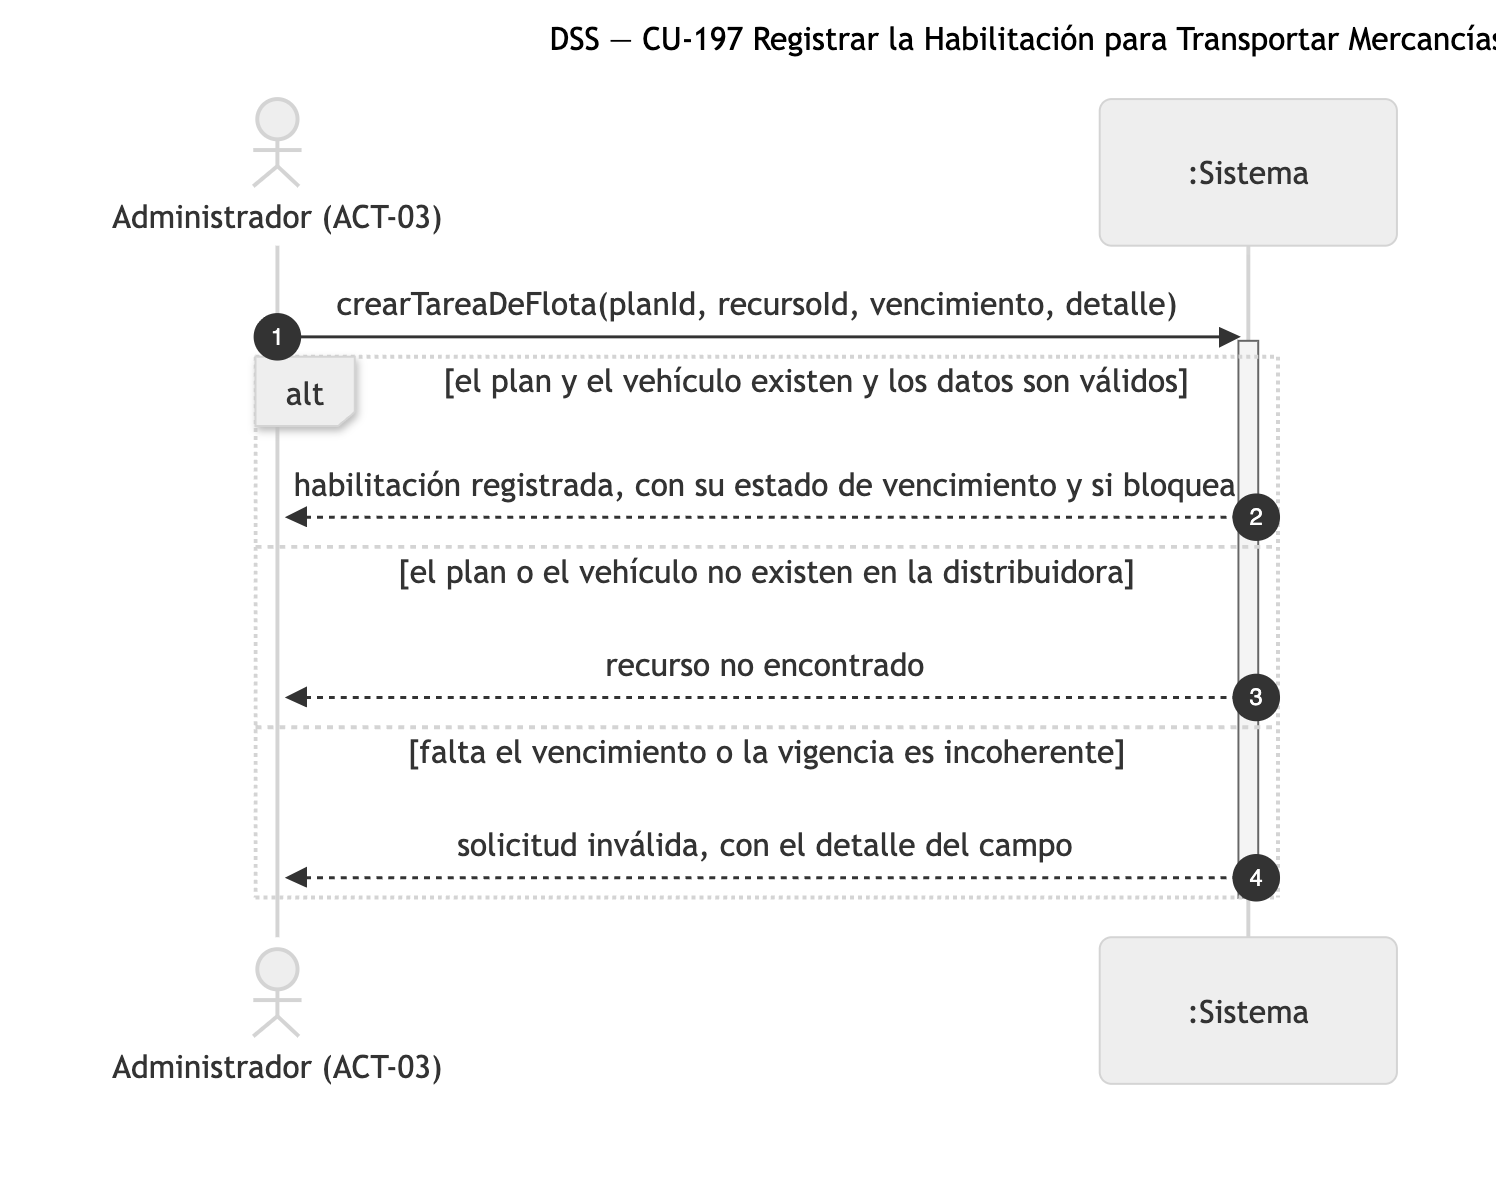 DSS — CU-197 Registrar la Habilitación para Transportar Mercancías
Administrador (ACT-03)
:Sistema
crearTareaDeFlota(planId, recursoId, vencimiento, detalle)
1
alt
[el plan y el vehículo existen y los datos son válidos]
habilitación registrada, con su estado de vencimiento y si bloquea
2
[el plan o el vehículo no existen en la distribuidora]
recurso no encontrado
3
[falta el vencimiento o la vigencia es incoherente]
solicitud inválida, con el detalle del campo
4
Administrador (ACT-03)
:Sistema